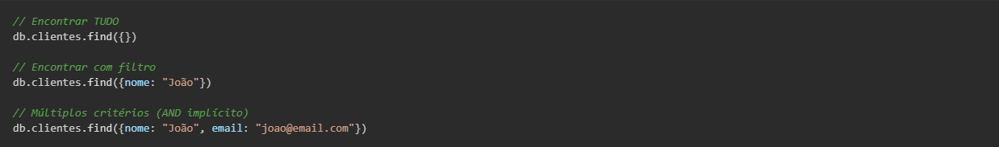 // Encontrar TUDO
db.clientes.find({})
// Encontrar com filtro
db.clientes.find({nome: "João"})
// Múltiplos critérios (AND implícito)
db.clientes.find({nome: "João", email: "joao@email.com"})